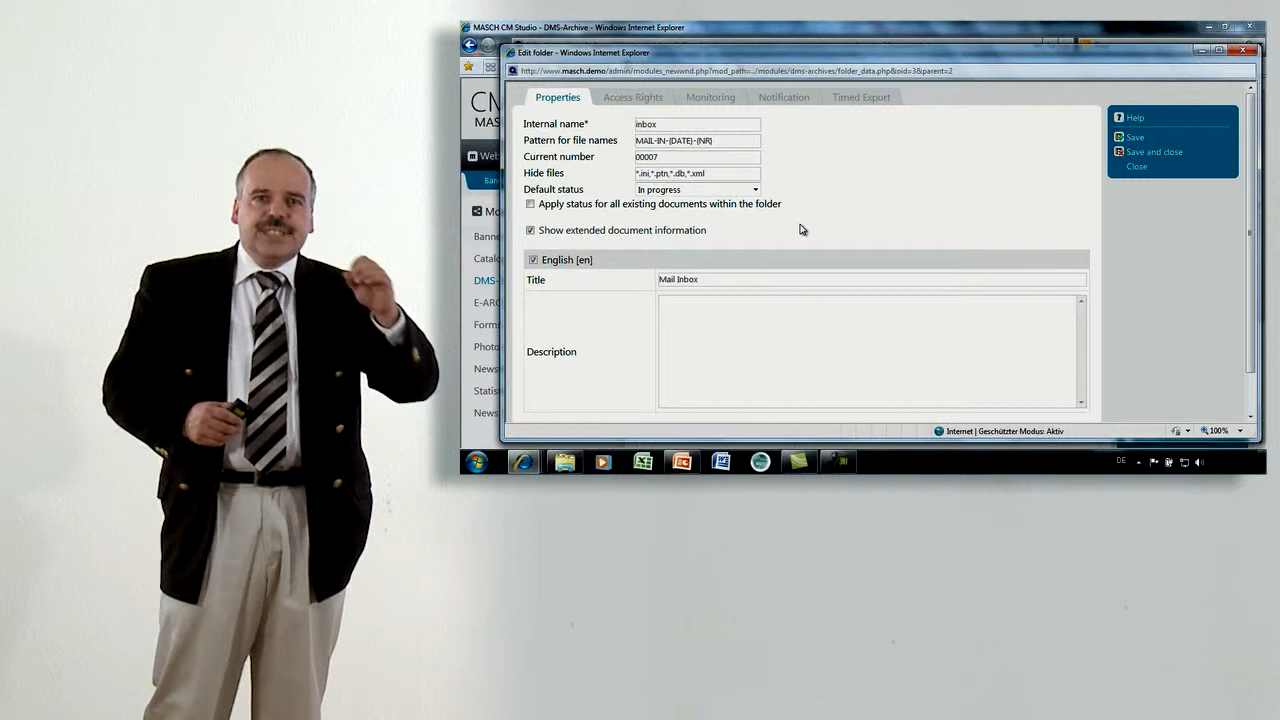 MASCH CM Studio - DMS-Archive - Windows Internet Explorer
Edit folder - Windows Internet Explorer
http://www.masch.demo/admin/modules_newwnd.php?mod_path=../modules/dms-archives/folder_data.php&oid=3&parent=2
Properties Access Rights Monitoring Notification Timed Export
CM
MAS
Internal name* inbox
Pattern for file names MAIL-IN-{DATE}-{NR}
Current number 00007
Hide files *.ini,*.ptn,*.db,*.xml
Default status In progress
Apply status for all existing documents within the folder
Show extended document information
English [en]
Title Mail Inbox
Description
Help
Save
Save and close
Close
Web
Ban
Mo
Banne
Catalo
DMS-
E-ARC
Forms
Photo
News
Statis
News
Internet | Geschützter Modus: Aktiv
100%
DE